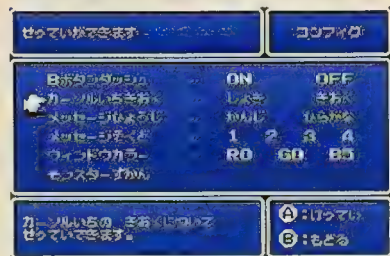 せっていができます
コンフィグ
Bボタンダッシュ ON OFF
カーソルいちきおく しょき きおく
メッセージひょうじ かんじ ひらがな
メッセージそくど 1 2 3 4
ウィンドウカラー R0 G0 B5
モンスターずかん
カーソルいちの きおくについて
せっていできます。
A:けってい
B:もどる